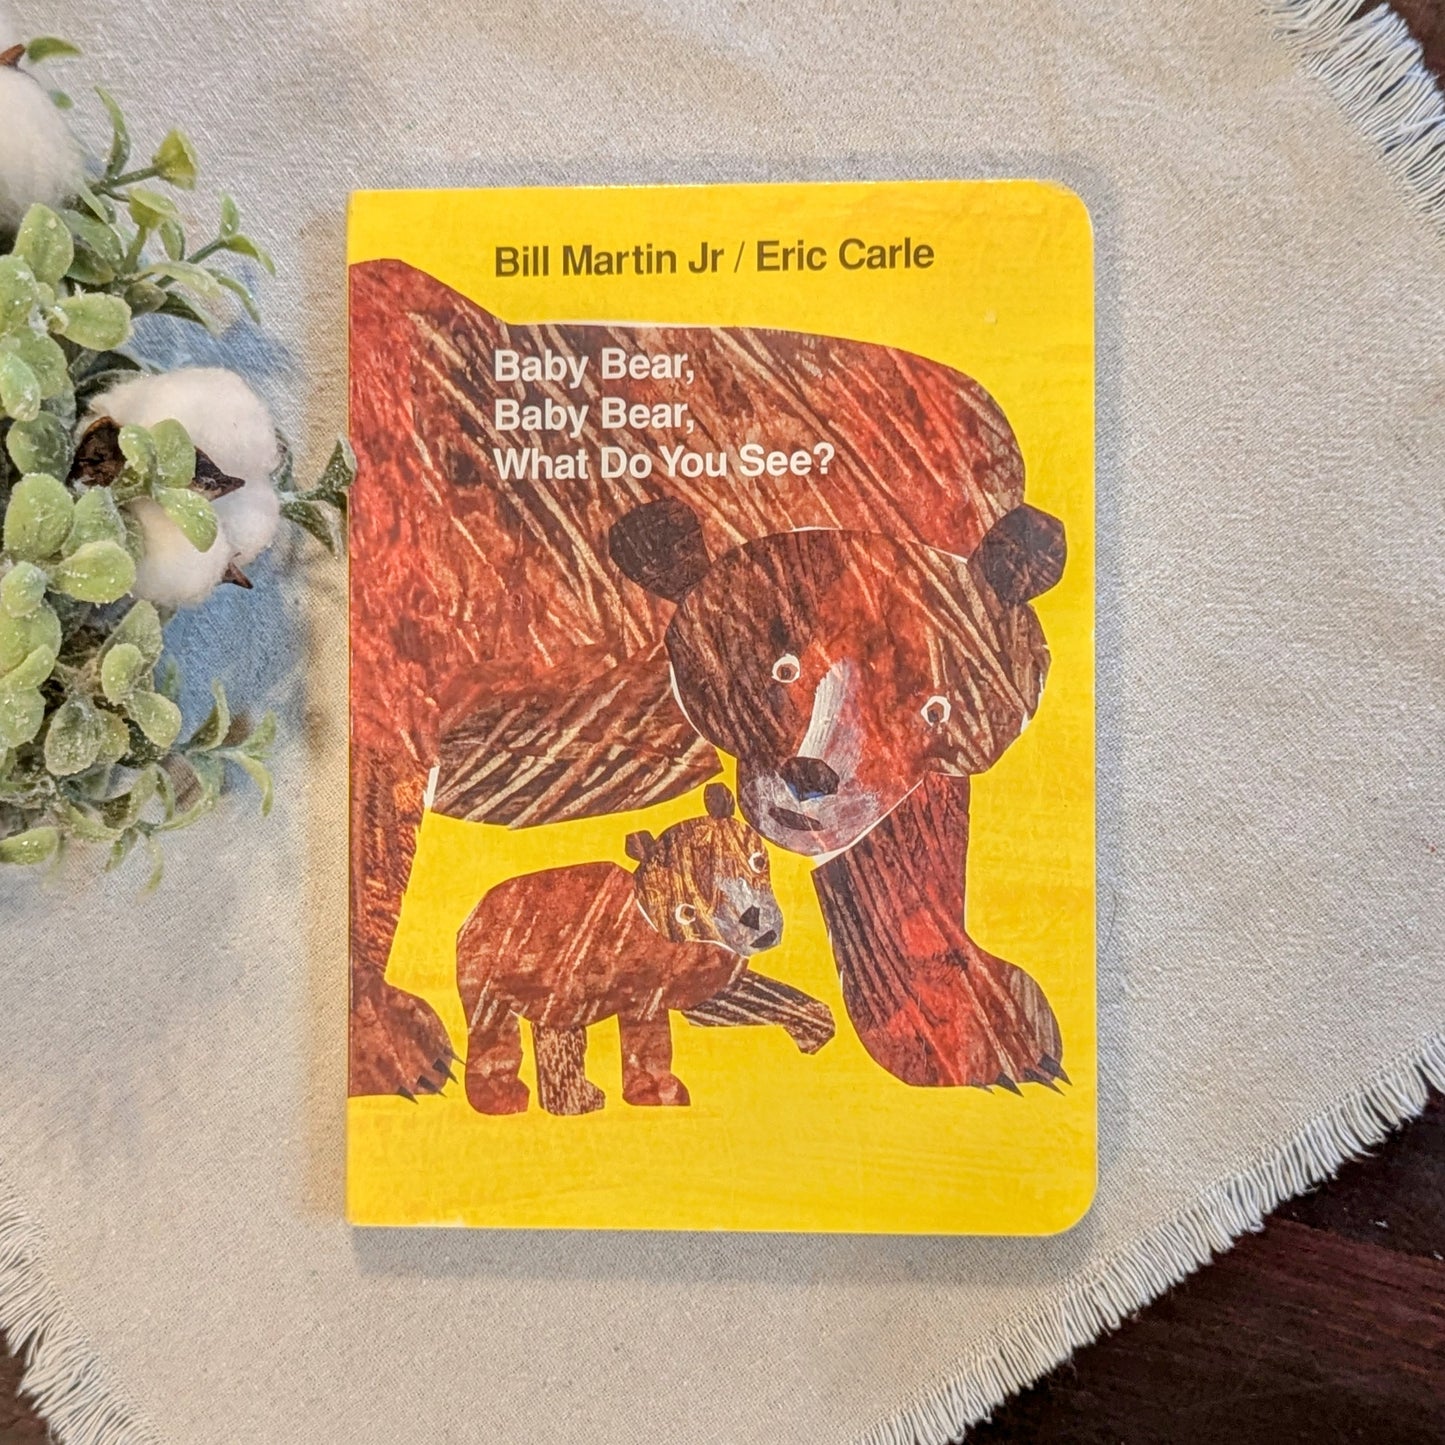 Bill Martin Jr / Eric Carle
Baby Bear,
Baby Bear,
What Do You See?